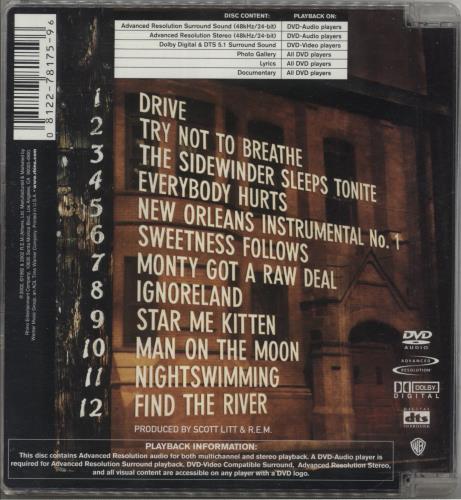 DISC CONTENT: PLAYBACK ON:
Advanced Resolution Surround Sound (48kHz/24-bit) DVD-Audio players
Advanced Resolution Stereo (48kHz/24-bit) DVD-Audio players
Dolby Digital & DTS 5.1 Surround Sound DVD-Video players
Photo Gallery All DVD players
Lyrics All DVD players
Documentary All DVD players
0 8122-78175-9 6
1 DRIVE
2 TRY NOT TO BREATHE
3 THE SIDEWINDER SLEEPS TONITE
4 EVERYBODY HURTS
5 NEW ORLEANS INSTRUMENTAL No. 1
6 SWEETNESS FOLLOWS
7 MONTY GOT A RAW DEAL
8 IGNORELAND
9 STAR ME KITTEN
10 MAN ON THE MOON
11 NIGHTSWIMMING
12 FIND THE RIVER
PRODUCED BY SCOTT LITT & R.E.M.
DVD
AUDIO
ADVANCED
RESOLUTION
DOLBY
DIGITAL
dts
SURROUND
PLAYBACK INFORMATION:
This disc contains Advanced Resolution audio for both multichannel and stereo playback. A DVD-Audio player is
required for Advanced Resolution Surround playback. DVD-Video Compatible Surround, Advanced Resolution Stereo,
and all visual content are accessible on any player with a DVD logo.